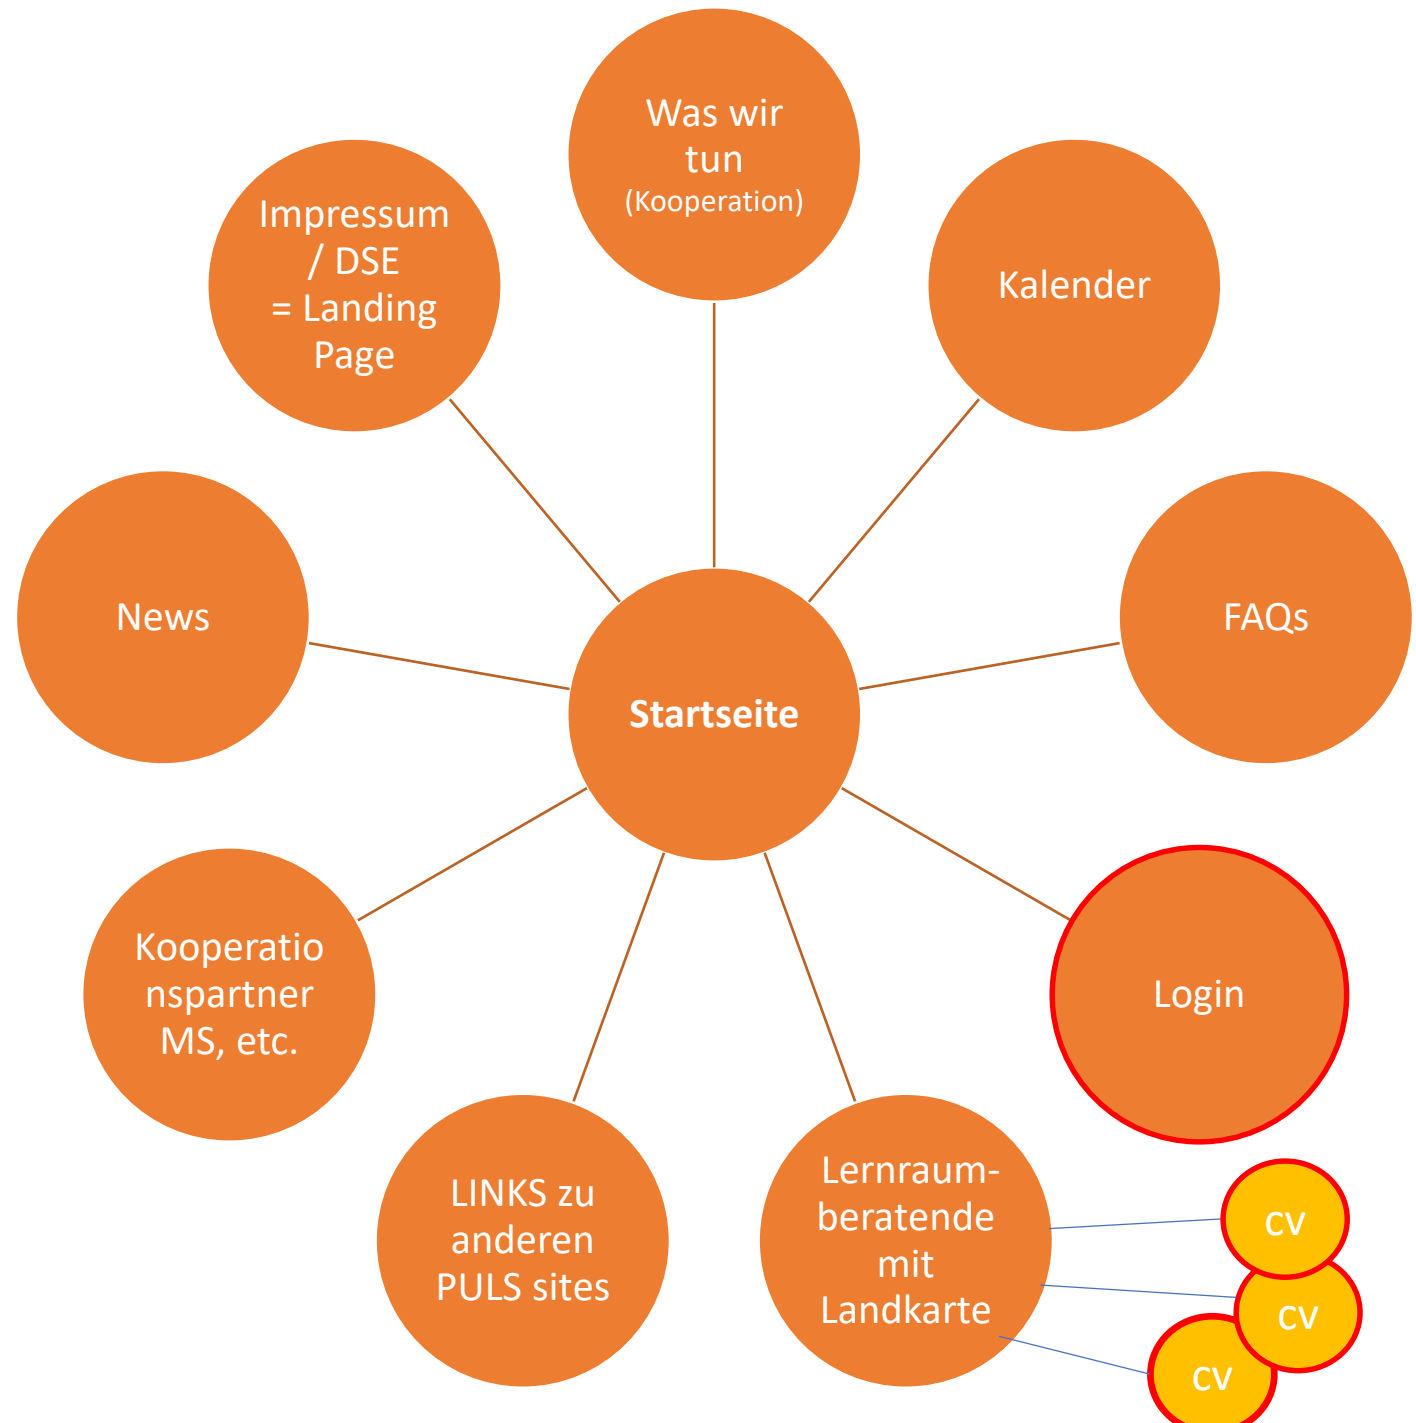 Was wir
tun
(Kooperation)
Impressum
/ DSE
= Landing
Page
Kalender
News
FAQs
Startseite
Kooperatio
nspartner
MS, etc.
Login
LINKS zu
anderen
PULS sites
Lernraum-
beratende
mit
Landkarte
cv
cv
cv